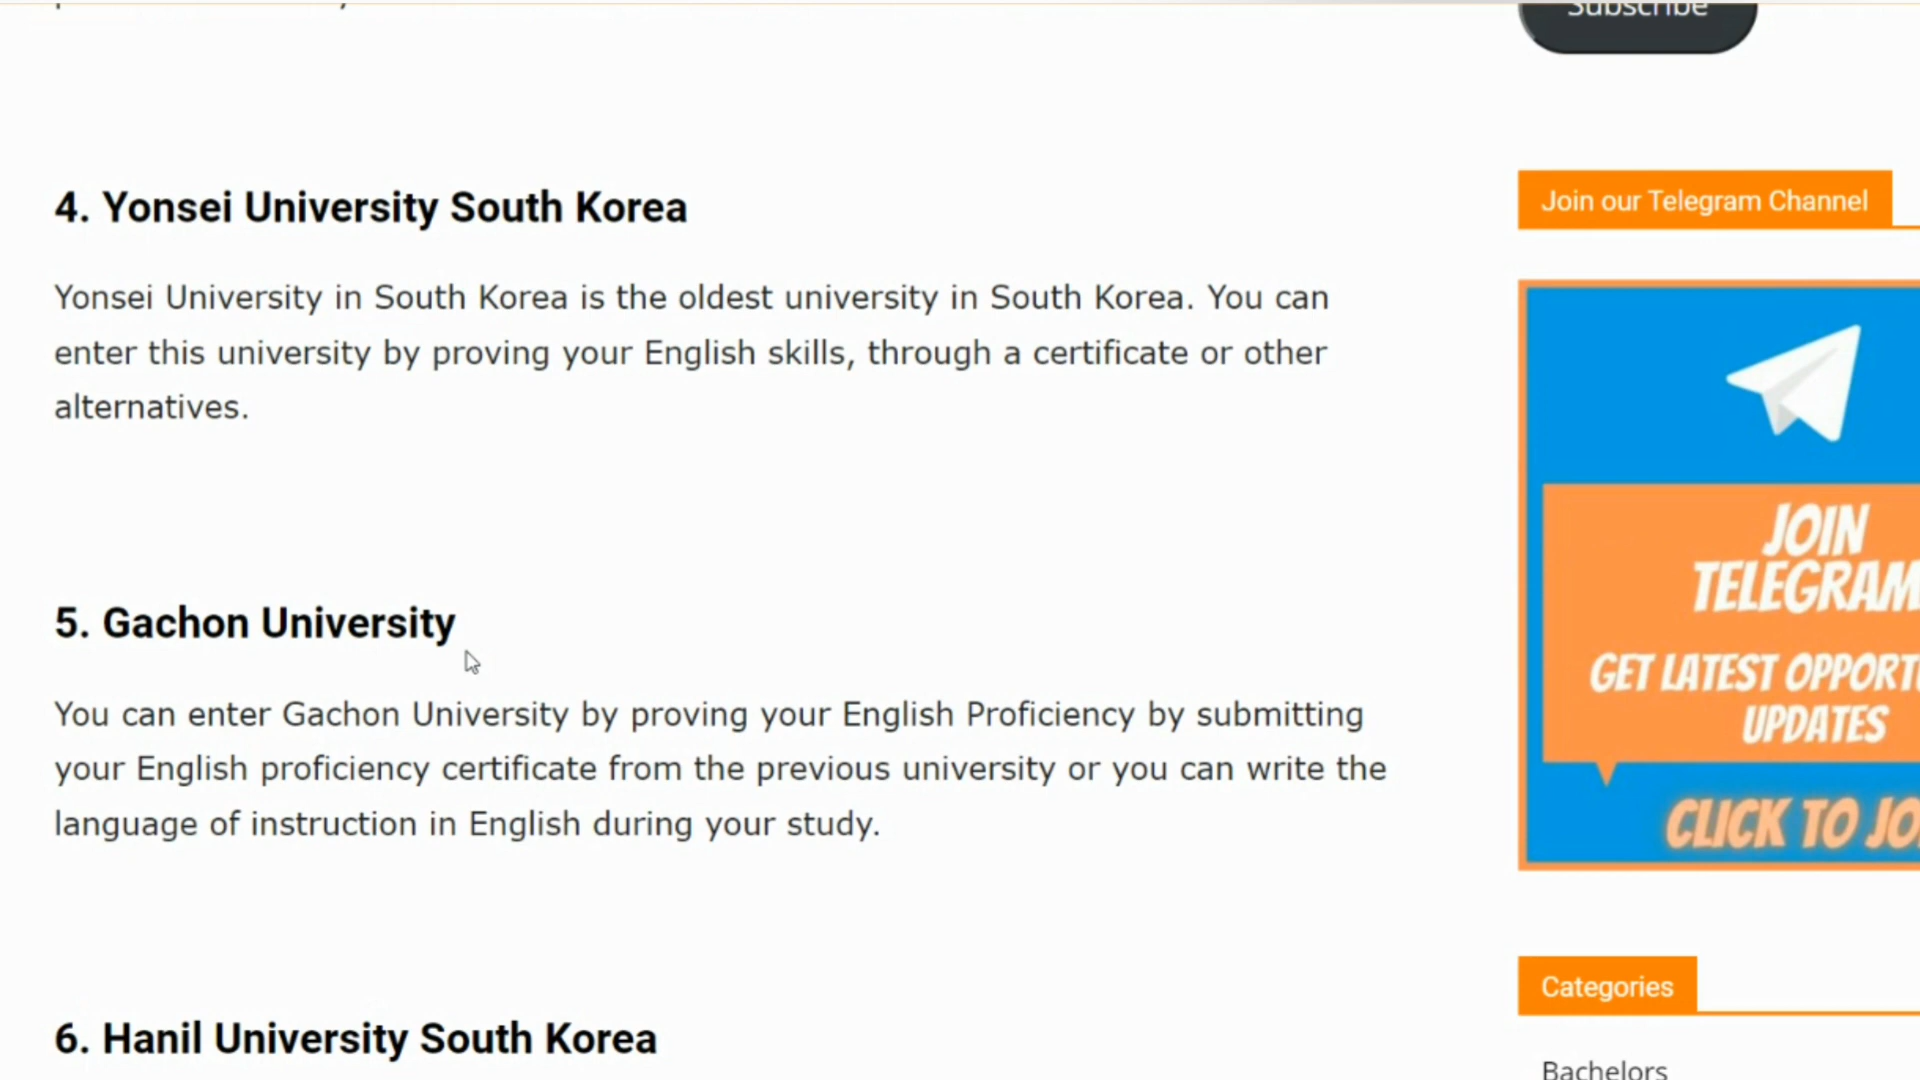 Subscribe
4. Yonsei University South Korea
Yonsei University in South Korea is the oldest university in South Korea. You can
enter this university by proving your English skills, through a certificate or other
alternatives.
5. Gachon University
You can enter Gachon University by proving your English Proficiency by submitting
your English proficiency certificate from the previous university or you can write the
language of instruction in English during your study.
6. Hanil University South Korea
Join our Telegram Channel
JOIN
TELEGRAM
GET LATEST OPPORT
UPDATES
CLICK TO JO
Categories
Bachelors